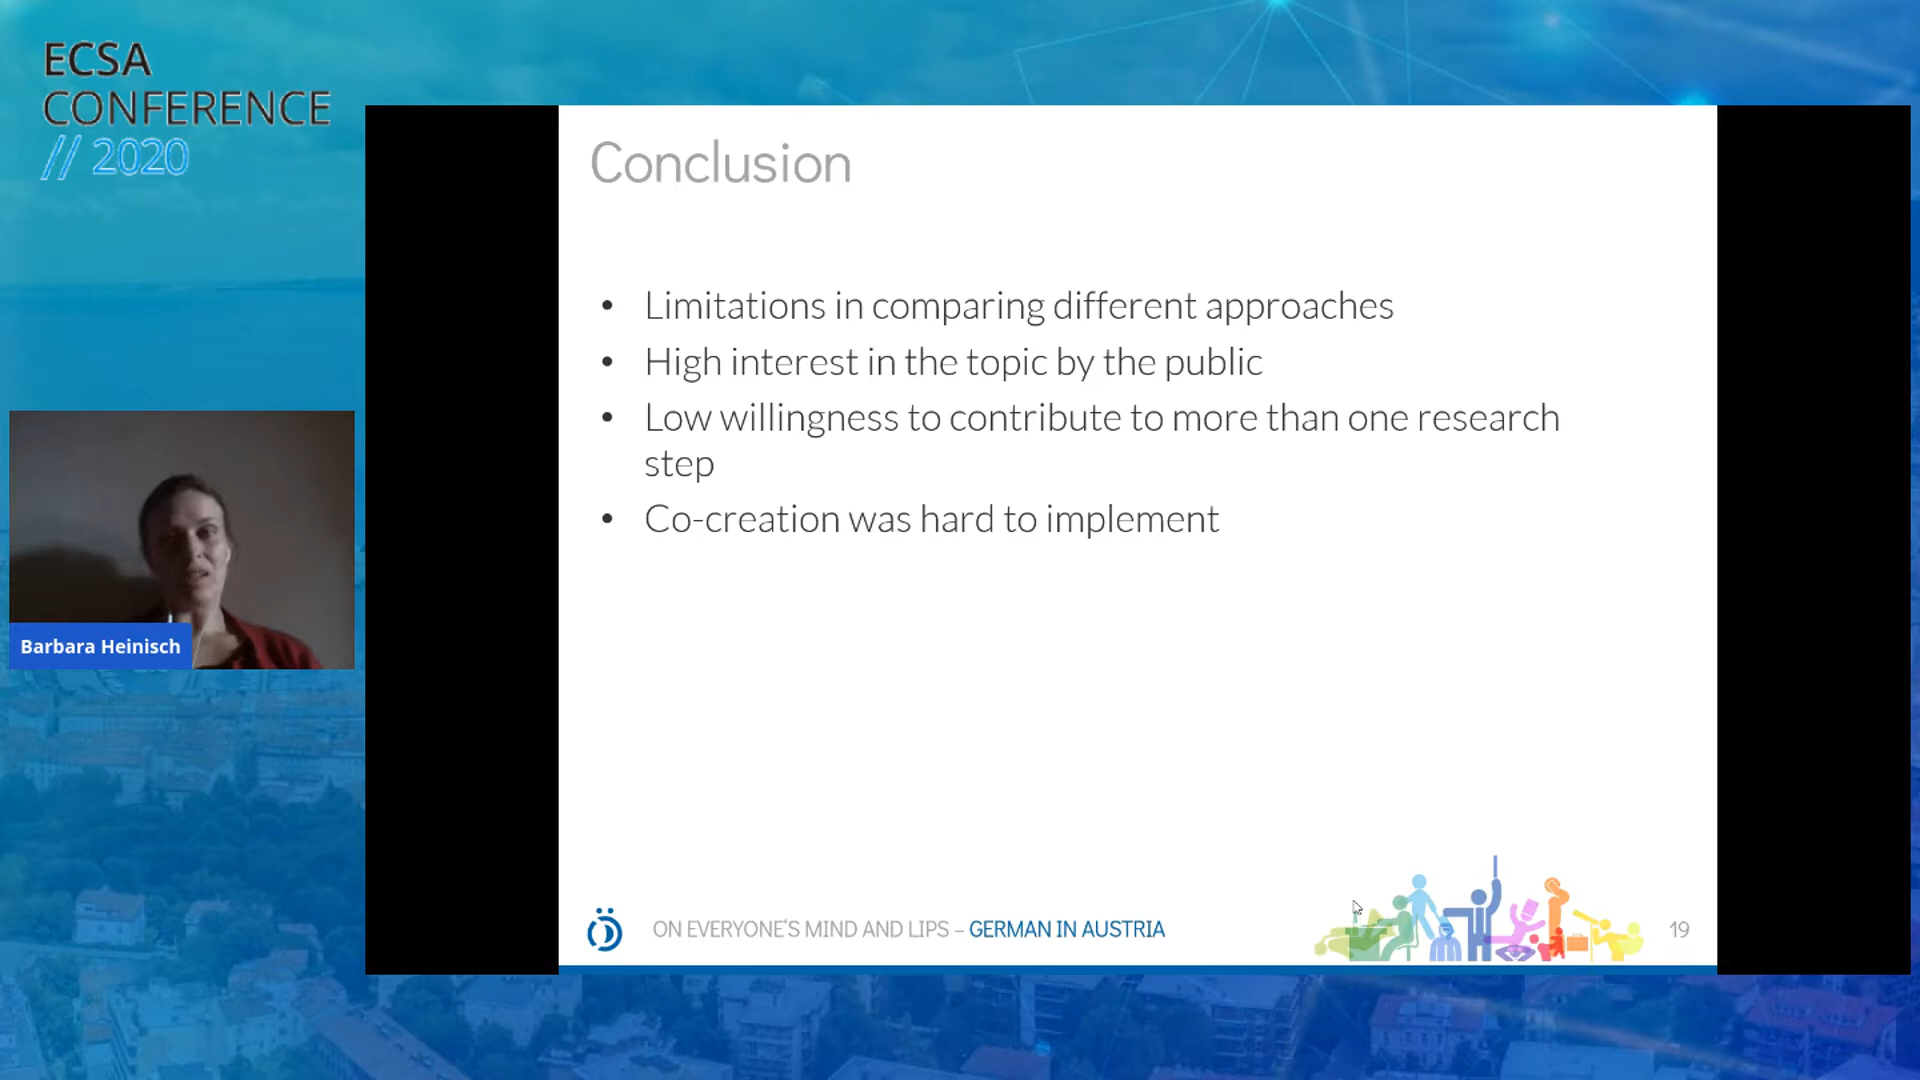 ECSA
CONFERENCE
// 2020
Conclusion
• Limitations in comparing different approaches
• High interest in the topic by the public
• Low willingness to contribute to more than one research
step
• Co-creation was hard to implement
Barbara Heinisch
ON EVERYONE'S MIND AND LIPS – GERMAN IN AUSTRIA
19